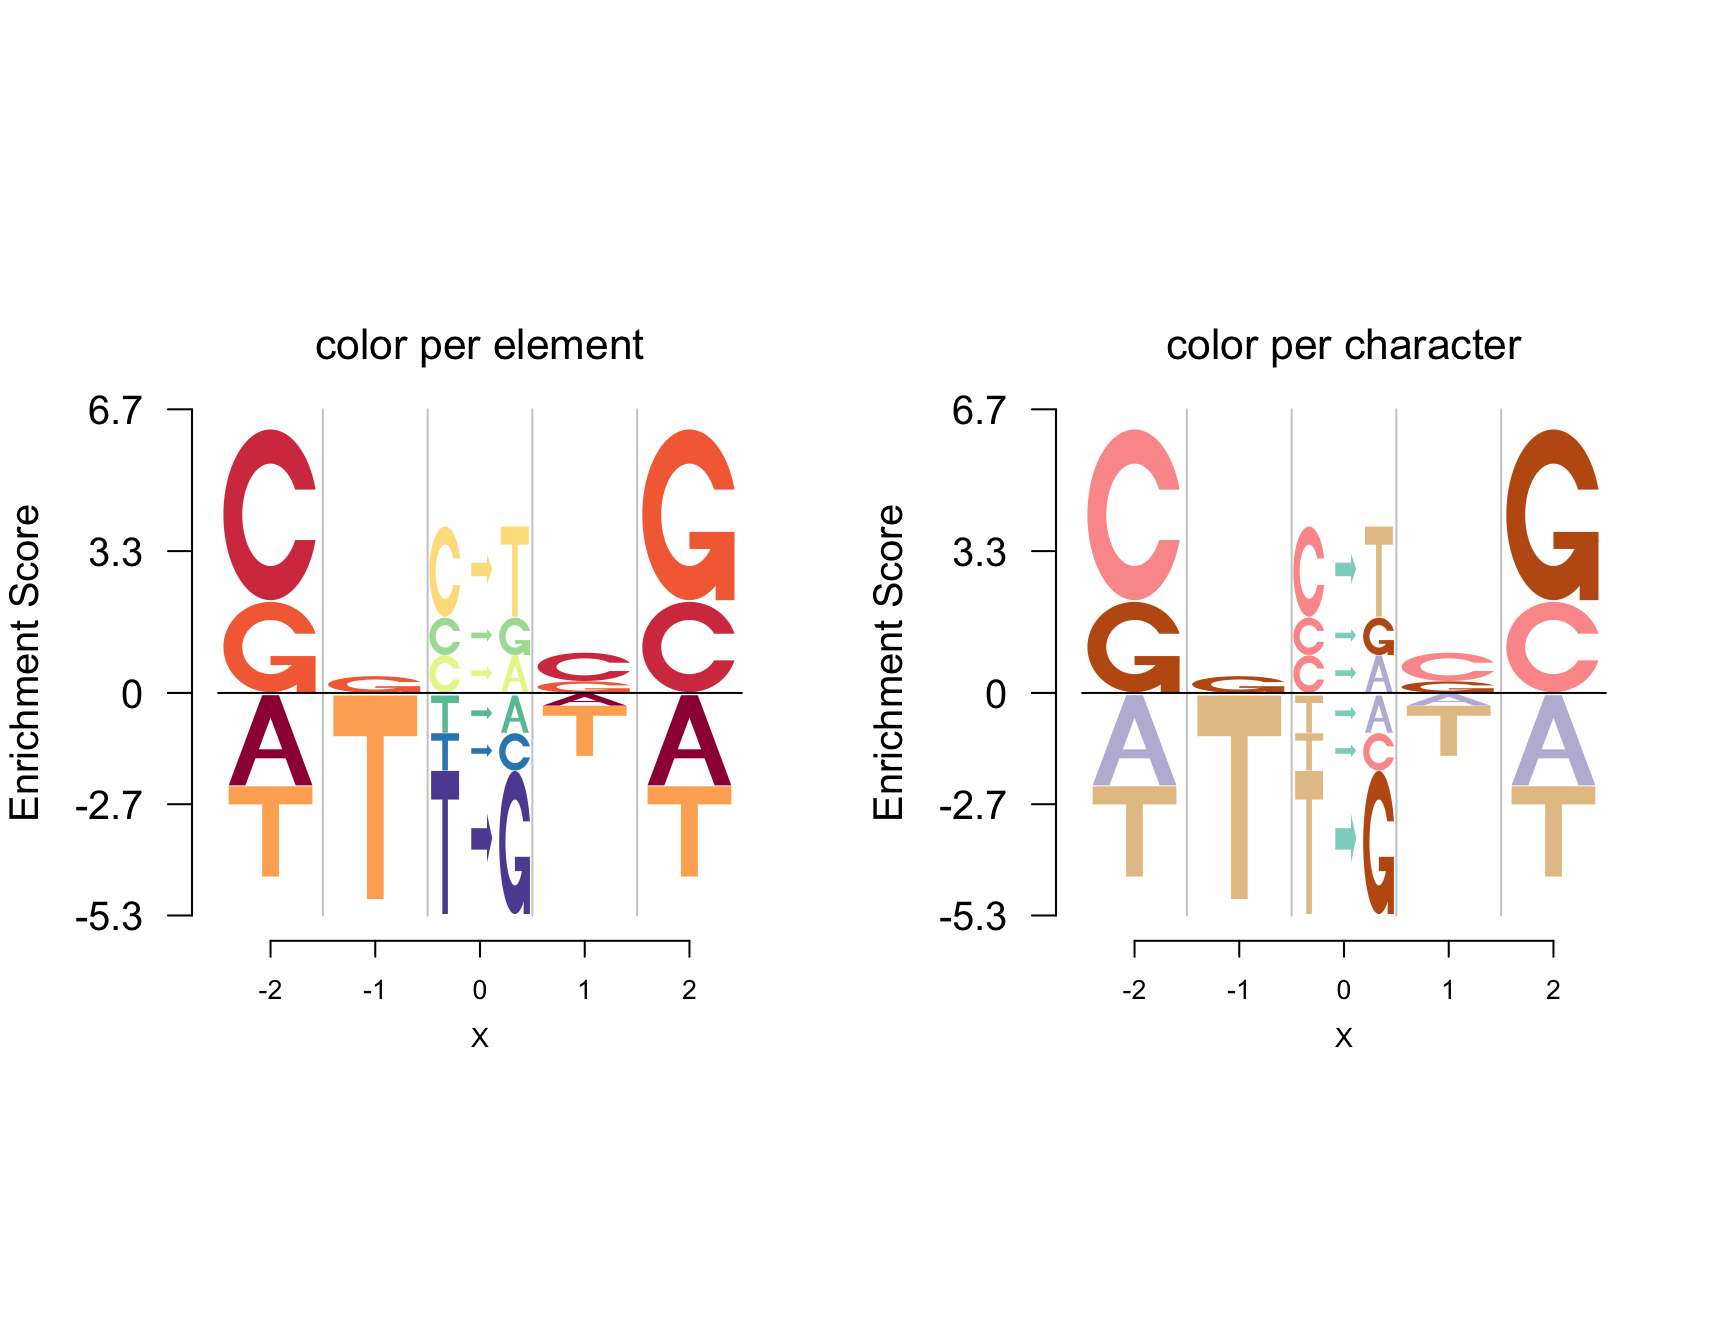 color per element
6.7
3.3
0
-2.7
-5.3
Enrichment Score
C
G
A
T
G
T
C→T
C→G
C→A
T→A
T→C
T→G
C
G
A
T
G
C
A
T
-2 -1 0 1 2
X
color per character
6.7
3.3
0
-2.7
-5.3
Enrichment Score
C
G
A
T
G
T
C→T
C→G
C→A
T→A
T→C
T→G
C
G
A
T
G
C
A
T
-2 -1 0 1 2
X